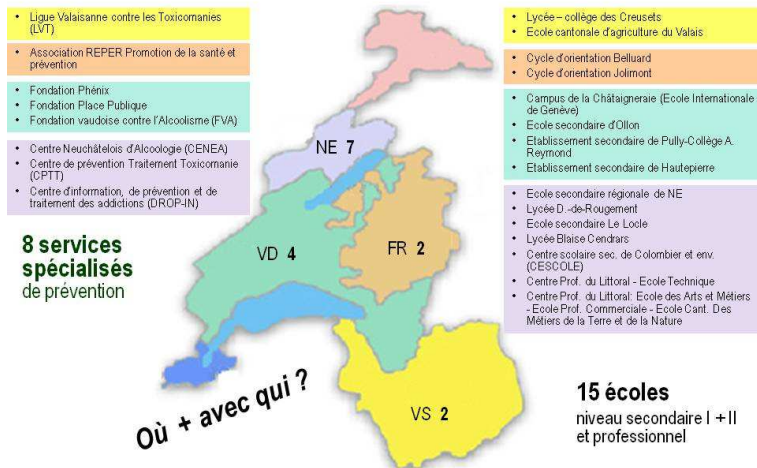 • Ligue Valaisanne contre les Toxicomanies
(LVT)
• Association REPER Promotion de la santé et
prévention
• Fondation Phénix
• Fondation Place Publique
• Fondation vaudoise contre l'Alcoolisme (FVA)
• Centre Neuchâtelois d'Alcoologie (CENEA)
• Centre de prévention Traitement Toxicomanie
(CPTT)
• Centre d'information, de prévention et de
traitement des addictions (DROP-IN)
8 services
spécialisés
de prévention
NE 7
VD 4
FR 2
VS 2
Où + avec qui ?
• Lycée – collège des Creusets
• Ecole cantonale d'agriculture du Valais
• Cycle d'orientation Belluard
• Cycle d'orientation Jolimont
• Campus de la Châtaigneraie (Ecole Internationale
de Genève)
• Ecole secondaire d'Ollon
• Etablissement secondaire de Pully-Collège A.
Reymond
• Etablissement secondaire de Hautepierre
• Ecole secondaire régionale de NE
• Lycée D.-de-Rougement
• Ecole secondaire Le Locle
• Lycée Blaise Cendrars
• Centre scolaire sec. de Colombier et env.
(CESCOLE)
• Centre Prof. du Littoral - Ecole Technique
• Centre Prof. du Littoral: Ecole des Arts et Métiers
- Ecole Prof. Commerciale - Ecole Cant. Des
Métiers de la Terre et de la Nature
15 écoles
niveau secondaire I + II
et professionnel